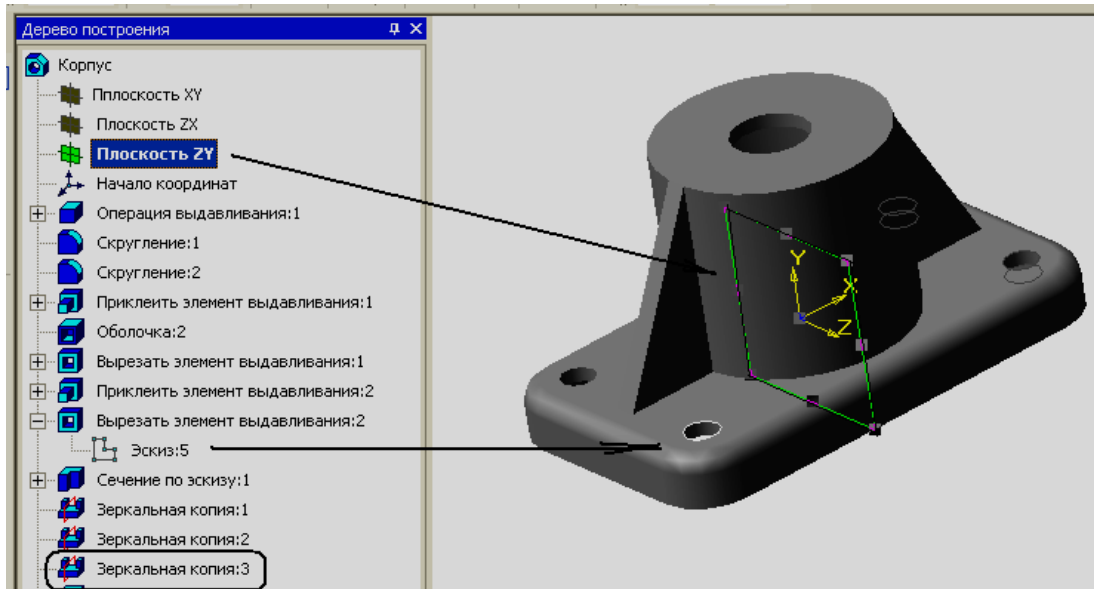 Дерево построения
Корпус
Пплоскость XY
Плоскость ZX
Плоскость ZY
Начало координат
Операция выдавливания:1
Скругление:1
Скругление:2
Приклеить элемент выдавливания:1
Оболочка:2
Вырезать элемент выдавливания:1
Приклеить элемент выдавливания:2
Вырезать элемент выдавливания:2
Эскиз:5
Сечение по эскизу:1
Зеркальная копия:1
Зеркальная копия:2
Зеркальная копия:3
Y
X
Z